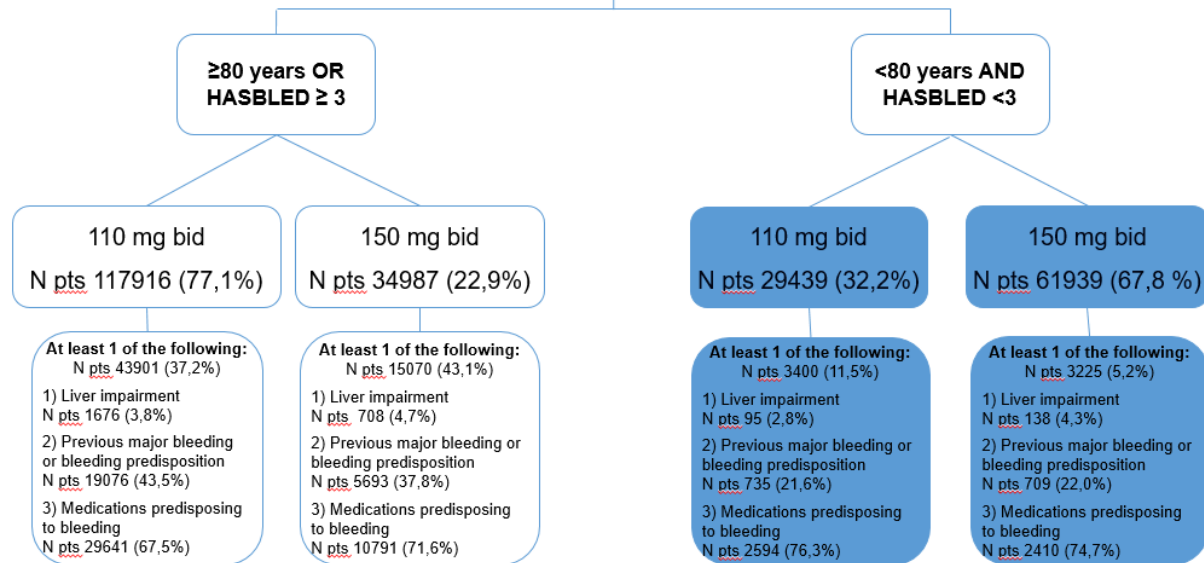 ≥80 years OR
HASBLED ≥ 3
<80 years AND
HASBLED <3
110 mg bid
N pts 117916 (77,1%)
150 mg bid
N pts 34987 (22,9%)
110 mg bid
N pts 29439 (32,2%)
150 mg bid
N pts 61939 (67,8 %)
At least 1 of the following:
N pts 43901 (37,2%)
1) Liver impairment
N pts 1676 (3,8%)
2) Previous major bleeding
or bleeding predisposition
N pts 19076 (43,5%)
3) Medications predisposing
to bleeding
N pts 29641 (67,5%)
At least 1 of the following:
N pts 15070 (43,1%)
1) Liver impairment
N pts 708 (4,7%)
2) Previous major bleeding or
bleeding predisposition
N pts 5693 (37,8%)
3) Medications predisposing
to bleeding
N pts 10791 (71,6%)
At least 1 of the following:
N pts 3400 (11,5%)
1) Liver impairment
N pts 95 (2,8%)
2) Previous major bleeding or
bleeding predisposition
N pts 735 (21,6%)
3) Medications predisposing
to bleeding
N pts 2594 (76,3%)
At least 1 of the following:
N pts 3225 (5,2%)
1) Liver impairment
N pts 138 (4,3%)
2) Previous major bleeding or
bleeding predisposition
N pts 709 (22,0%)
3) Medications predisposing
to bleeding
N pts 2410 (74,7%)